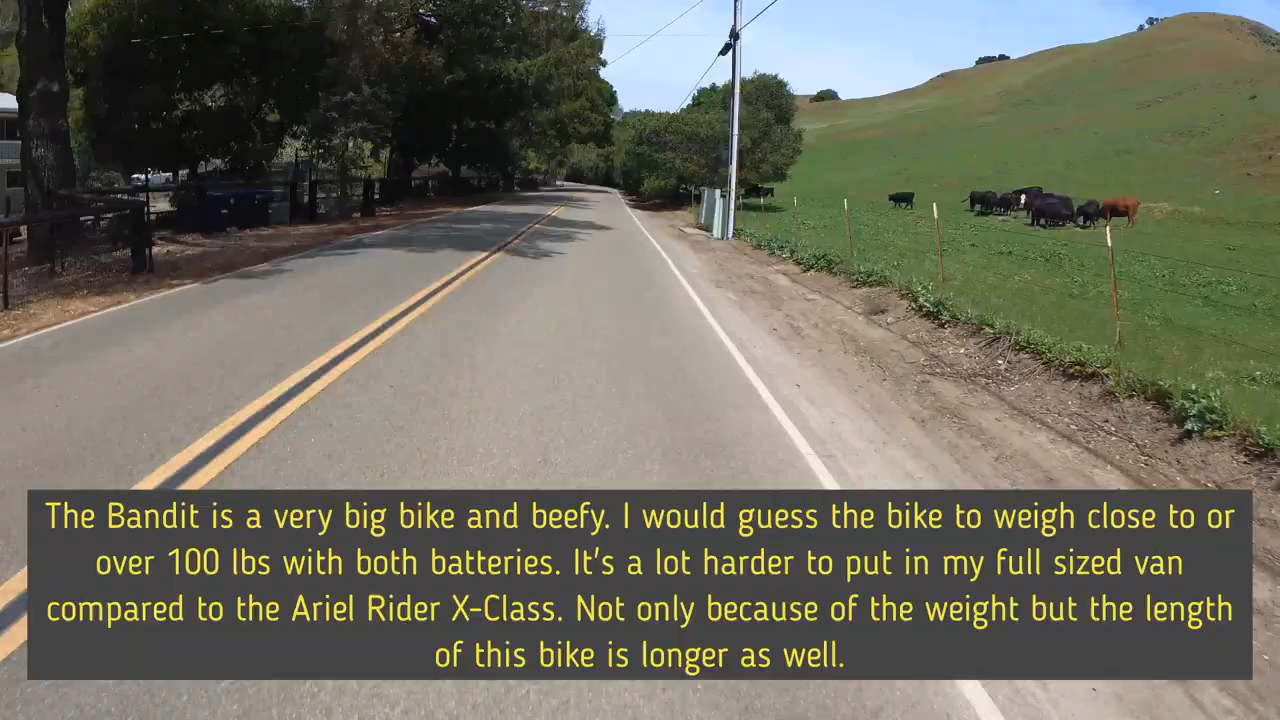 The Bandit is a very big bike and beefy. I would guess the bike to weigh close to or
over 100 lbs with both batteries. It's a lot harder to put in my full sized van
compared to the Ariel Rider X-Class. Not only because of the weight but the length
of this bike is longer as well.